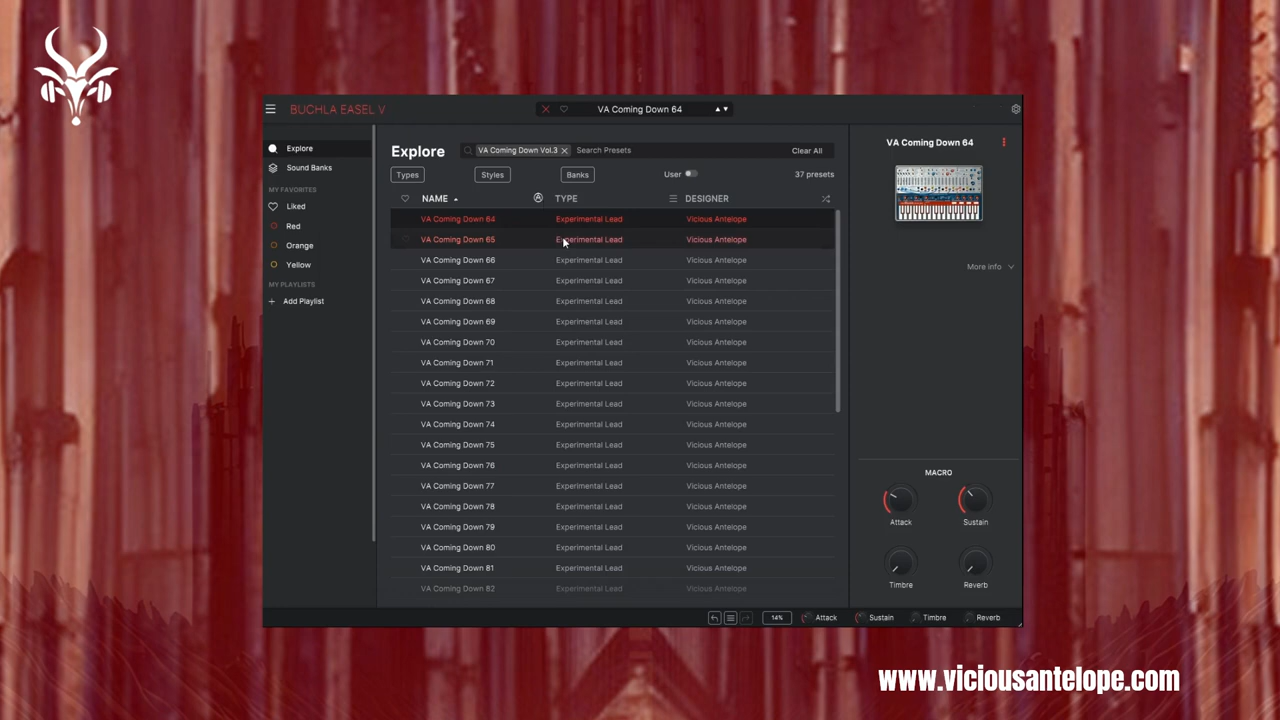 BUCHLA EASEL V
VA Coming Down 64
Explore
Sound Banks
MY FAVORITES
Liked
Red
Orange
Yellow
MY PLAYLISTS
Add Playlist
Explore
VA Coming Down Vol.3
Search Presets
Clear All
Types
Styles
Banks
User
37 presets
NAME TYPE DESIGNER
VA Coming Down 64 Experimental Lead Vicious Antelope
VA Coming Down 65 Experimental Lead Vicious Antelope
VA Coming Down 66 Experimental Lead Vicious Antelope
VA Coming Down 67 Experimental Lead Vicious Antelope
VA Coming Down 68 Experimental Lead Vicious Antelope
VA Coming Down 69 Experimental Lead Vicious Antelope
VA Coming Down 70 Experimental Lead Vicious Antelope
VA Coming Down 71 Experimental Lead Vicious Antelope
VA Coming Down 72 Experimental Lead Vicious Antelope
VA Coming Down 73 Experimental Lead Vicious Antelope
VA Coming Down 74 Experimental Lead Vicious Antelope
VA Coming Down 75 Experimental Lead Vicious Antelope
VA Coming Down 76 Experimental Lead Vicious Antelope
VA Coming Down 77 Experimental Lead Vicious Antelope
VA Coming Down 78 Experimental Lead Vicious Antelope
VA Coming Down 79 Experimental Lead Vicious Antelope
VA Coming Down 80 Experimental Lead Vicious Antelope
VA Coming Down 81 Experimental Lead Vicious Antelope
VA Coming Down 82 Experimental Lead Vicious Antelope
VA Coming Down 64
More info
MACRO
Attack Sustain
Timbre Reverb
14% Attack Sustain Timbre Reverb
www.viciousantelope.com